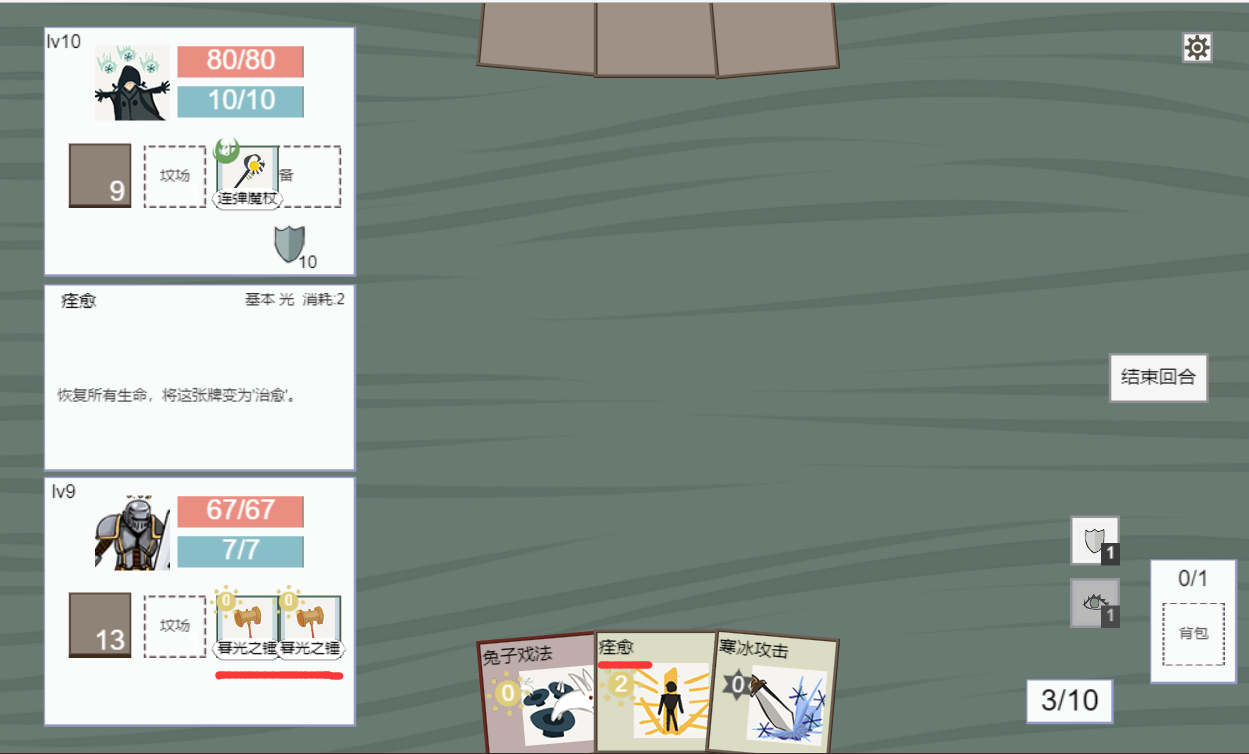 lv10
80/80
10/10
9
坟场
连弹魔杖
备
10
痊愈
基本 光 消耗:2
恢复所有生命，将这张牌变为'治愈'。
lv9
67/67
7/7
13
坟场
0
暮光之锤
0
暮光之锤
兔子戏法
0
痊愈
2
寒冰攻击
0
结束回合
1
1
0/1
背包
3/10